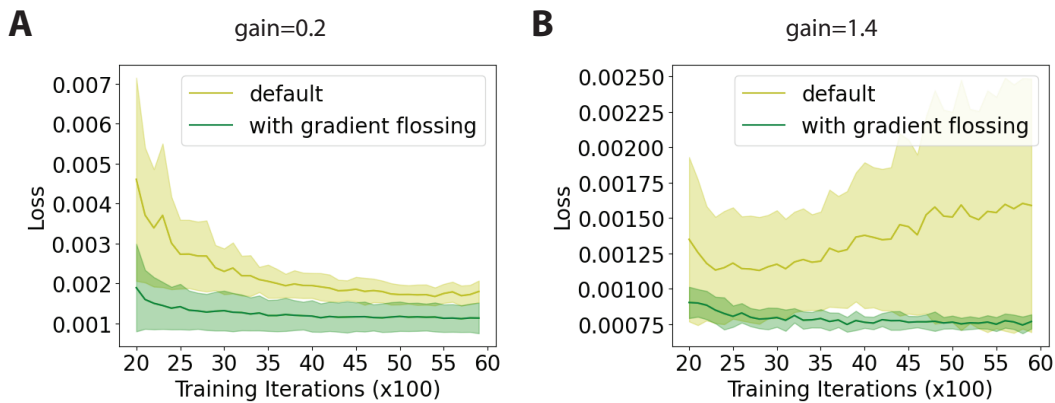 A
gain=0.2
0.007
0.006
0.005
0.004
0.003
0.002
0.001
Loss
default
with gradient flossing
20 25 30 35 40 45 50 55 60
Training Iterations (x100)
B
gain=1.4
0.00250
0.00225
0.00200
0.00175
0.00150
0.00125
0.00100
0.00075
Loss
default
with gradient flossing
20 25 30 35 40 45 50 55 60
Training Iterations (x100)